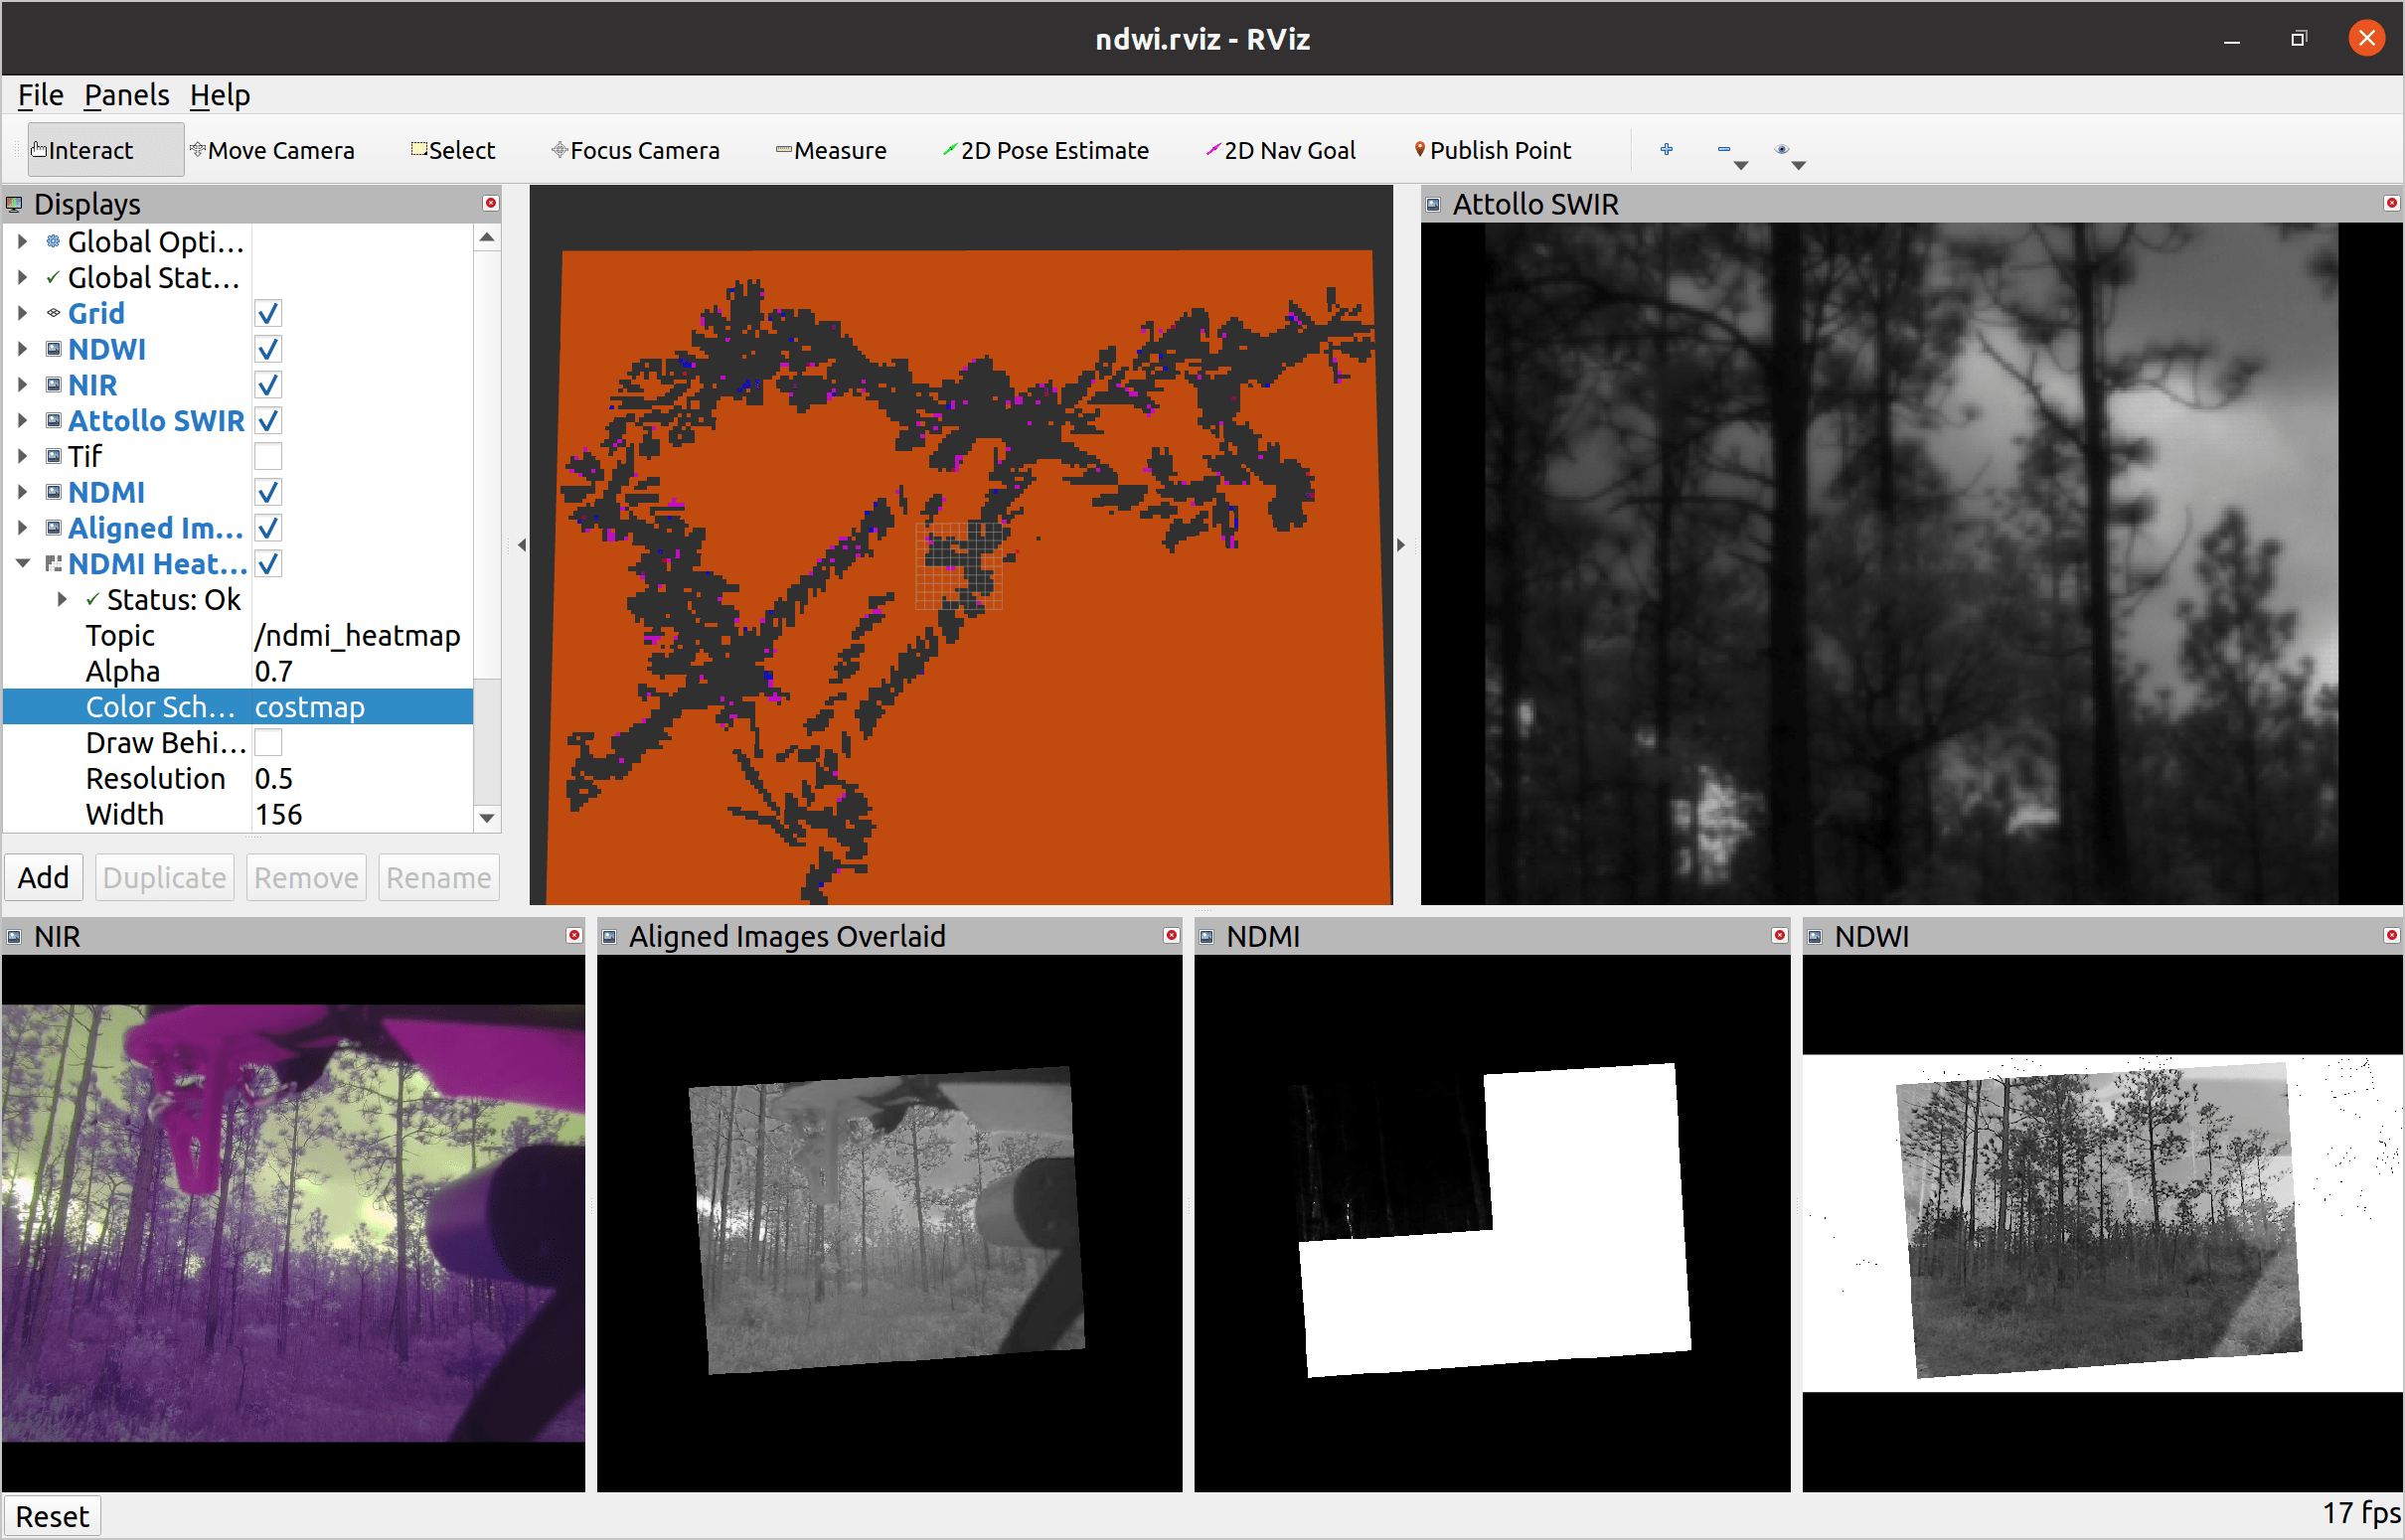 ndwi.rviz - RViz
File Panels Help
Interact Move Camera Select Focus Camera Measure 2D Pose Estimate 2D Nav Goal Publish Point
Displays
Global Opti...
Global Stat...
Grid
NDWI
NIR
Attollo SWIR
Tif
NDMI
Aligned Im...
NDMI Heat...
Status: Ok
Topic /ndmi_heatmap
Alpha 0.7
Color Sch... costmap
Draw Behi...
Resolution 0.5
Width 156
Add Duplicate Remove Rename
Attollo SWIR
NIR
Aligned Images Overlaid
NDMI
NDWI
Reset
17 fps